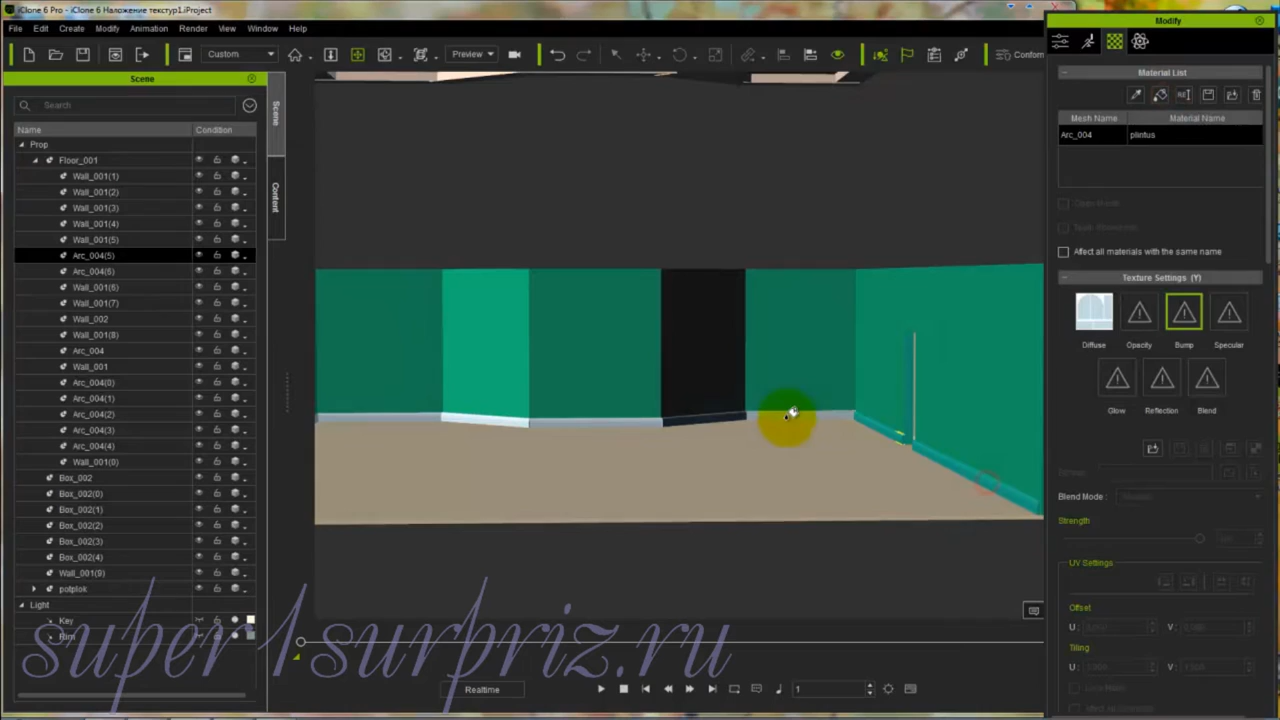 iClone 6 Pro - iClone 6 Наложение текстур1.iProject
File Edit Create Modify Animation Render View Window Help
Custom Preview Conform
Scene
Search
Name Condition
Prop
Floor_001
Wall_001(1)
Wall_001(2)
Wall_001(3)
Wall_001(4)
Wall_001(5)
Arc_004(5)
Arc_004(6)
Wall_001(6)
Wall_001(7)
Wall_002
Wall_001(8)
Arc_004
Wall_001
Arc_004(0)
Arc_004(1)
Arc_004(2)
Arc_004(3)
Arc_004(4)
Wall_001(0)
Box_002
Box_002(0)
Box_002(1)
Box_002(2)
Box_002(3)
Box_002(4)
Wall_001(9)
potplok
Light
Key
Rim
Scene
Content
super1surpriz.ru
Realtime
1
Modify
Material List
Mesh Name Material Name
Arc_004 plintus
Affect all materials with the same name
Texture Settings (Y)
Diffuse Opacity Bump Specular
Glow Reflection Blend
Blend Mode :
Strength
UV Settings
Offset
U : V :
Tiling
U : V :